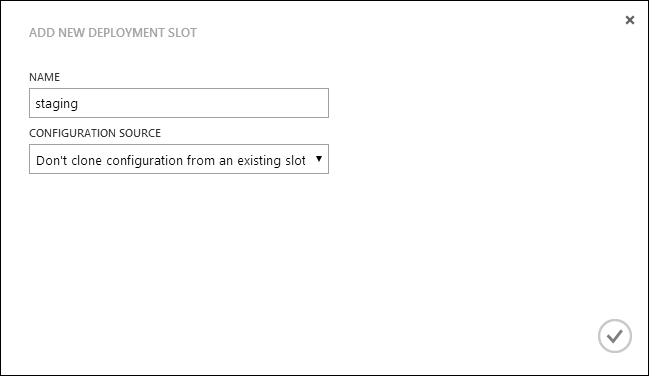 ADD NEW DEPLOYMENT SLOT
NAME
staging
CONFIGURATION SOURCE
Don't clone configuration from an existing slot